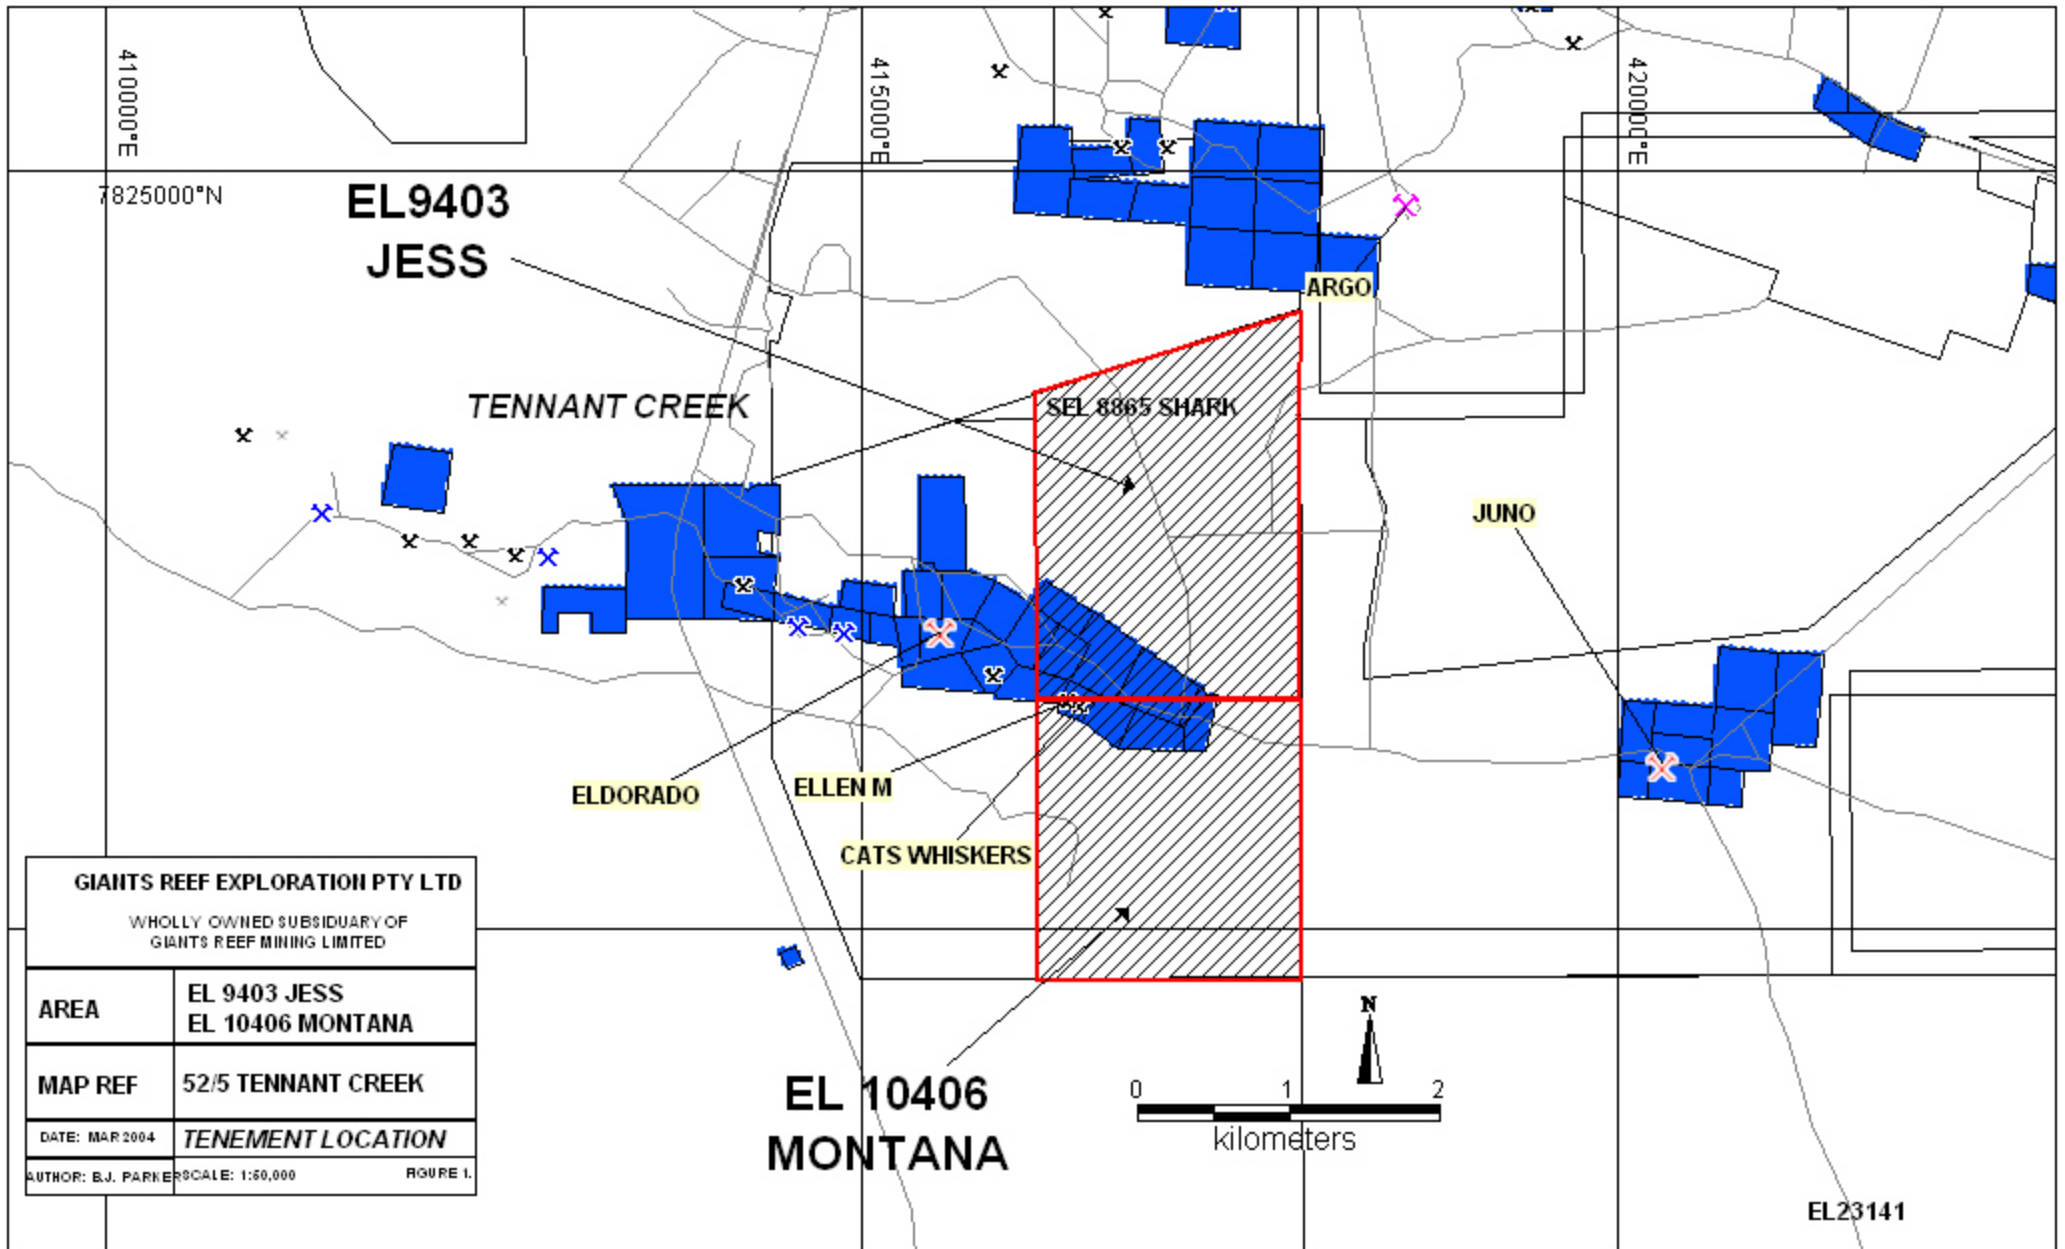 410000°E
415000°E
420000°E
7825000°N
EL9403
JESS
ARGO
TENNANT CREEK
SEL 8865 SHARK
JUNO
ELDORADO
ELLEN M
CATS WHISKERS
GIANTS REEF EXPLORATION PTY LTD
WHOLLY OWNED SUBSIDUARY OF
GIANTS REEF MINING LIMITED
AREA
EL 9403 JESS
EL 10406 MONTANA
MAP REF
52/5 TENNANT CREEK
DATE: MAR 2004
TENEMENT LOCATION
AUTHOR: B.J. PARKER
SCALE: 1:50,000
FIGURE 1.
EL 10406
MONTANA
N
0 1 2
kilometers
EL23141